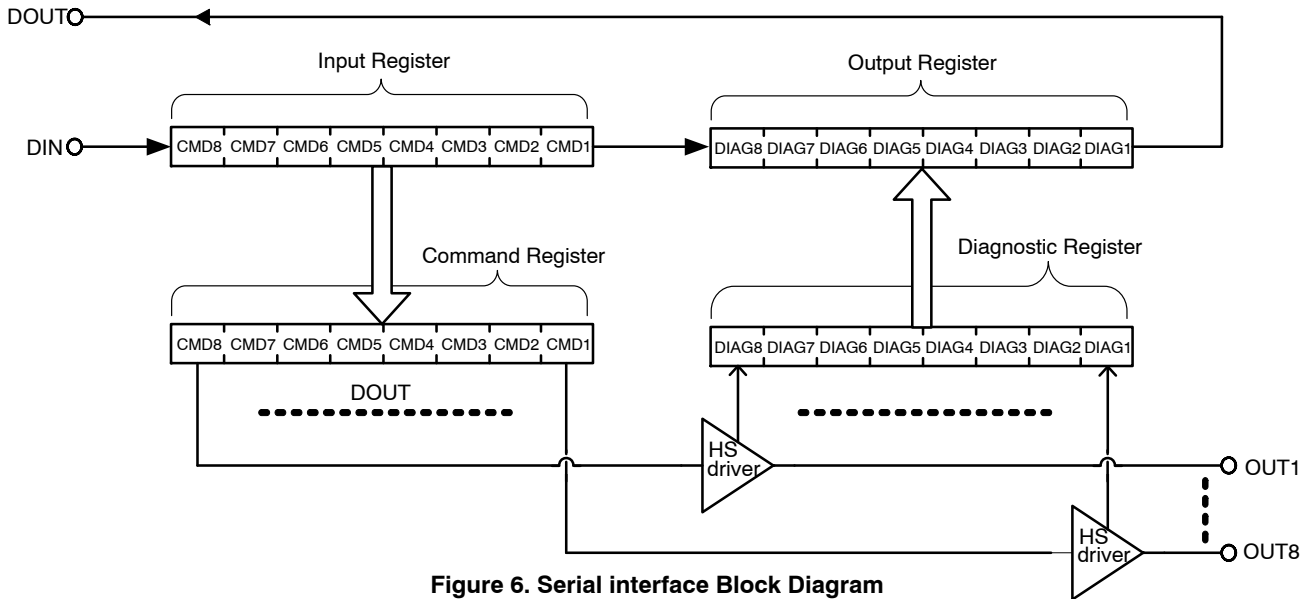 DOUT
Input Register
Output Register
DIN
CMD8 CMD7 CMD6 CMD5 CMD4 CMD3 CMD2 CMD1
DIAG8 DIAG7 DIAG6 DIAG5 DIAG4 DIAG3 DIAG2 DIAG1
Command Register
Diagnostic Register
CMD8 CMD7 CMD6 CMD5 CMD4 CMD3 CMD2 CMD1
DIAG8 DIAG7 DIAG6 DIAG5 DIAG4 DIAG3 DIAG2 DIAG1
DOUT
HS
driver
OUT1
HS
driver
OUT8
Figure 6. Serial interface Block Diagram